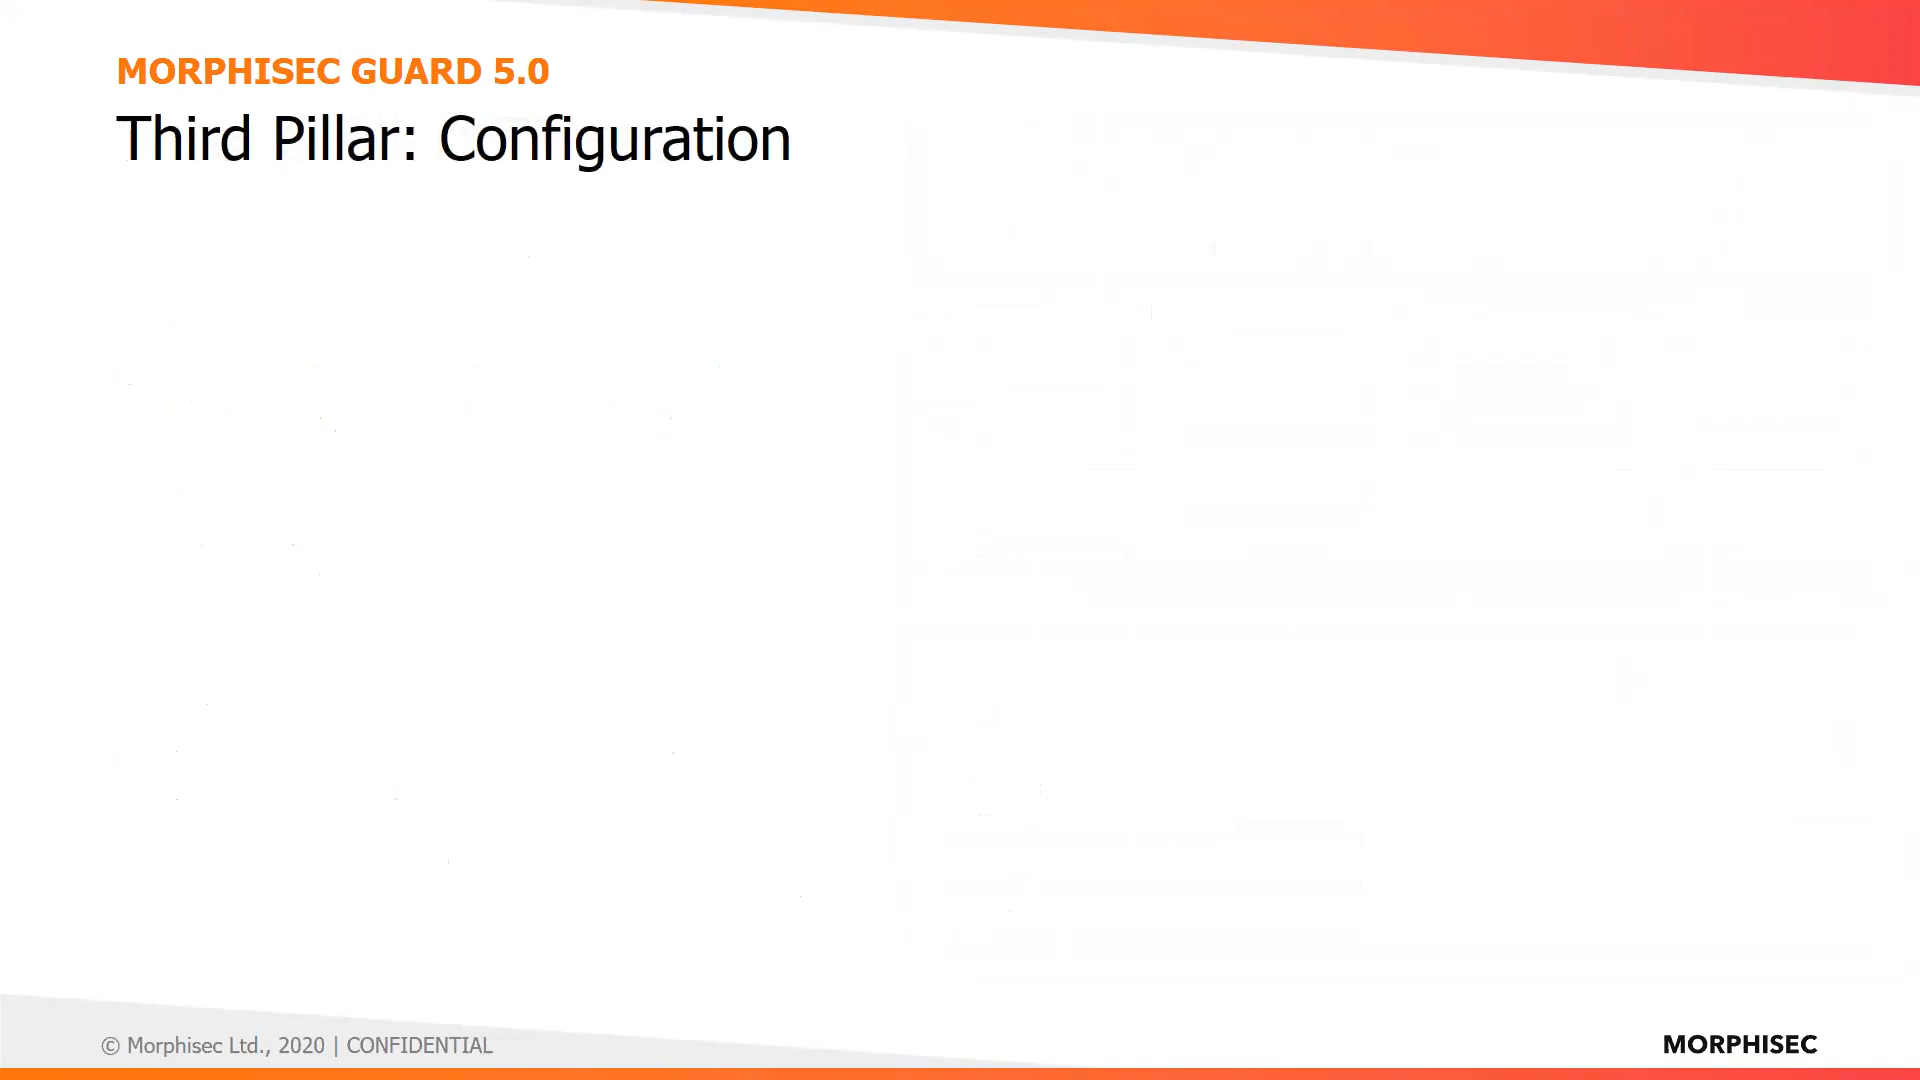 MORPHISEC GUARD 5.0
Third Pillar: Configuration
© Morphisec Ltd., 2020 | CONFIDENTIAL
MORPHISEC